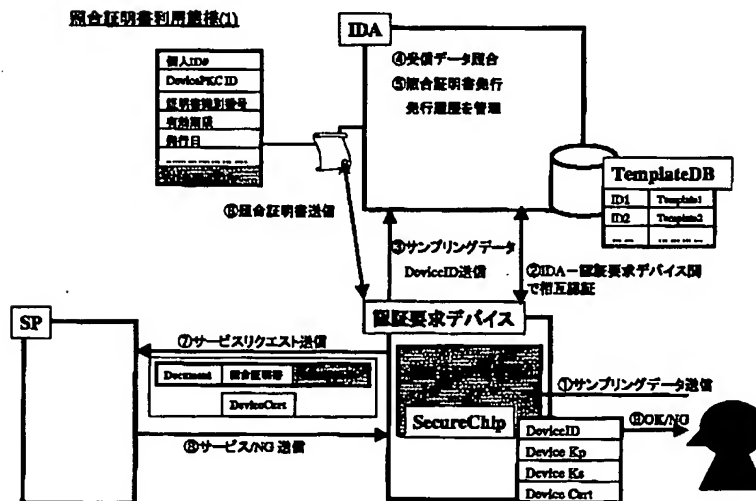 照合証明書利用態様(1)
IDA
④受信データ照合
⑤照合証明書発行
発行履歴を管理
個人ID#
DevicePKC ID
証明書識別番号
有効期限
発行日
TemplateDB
ID1 Template1
ID2 Template2
⑥照合証明書送信
③サンプリングデータ
DeviceID送信
②IDA－認証要求デバイス間
で相互認証
SP
認証要求デバイス
⑦サービスリクエスト送信
Document 照合証明書
DeviceCert
①サンプリングデータ送信
SecureChip
⑧サービス/NG 送信
DeviceID
Device Kp
Device Ks
Device Cert
OK/NG